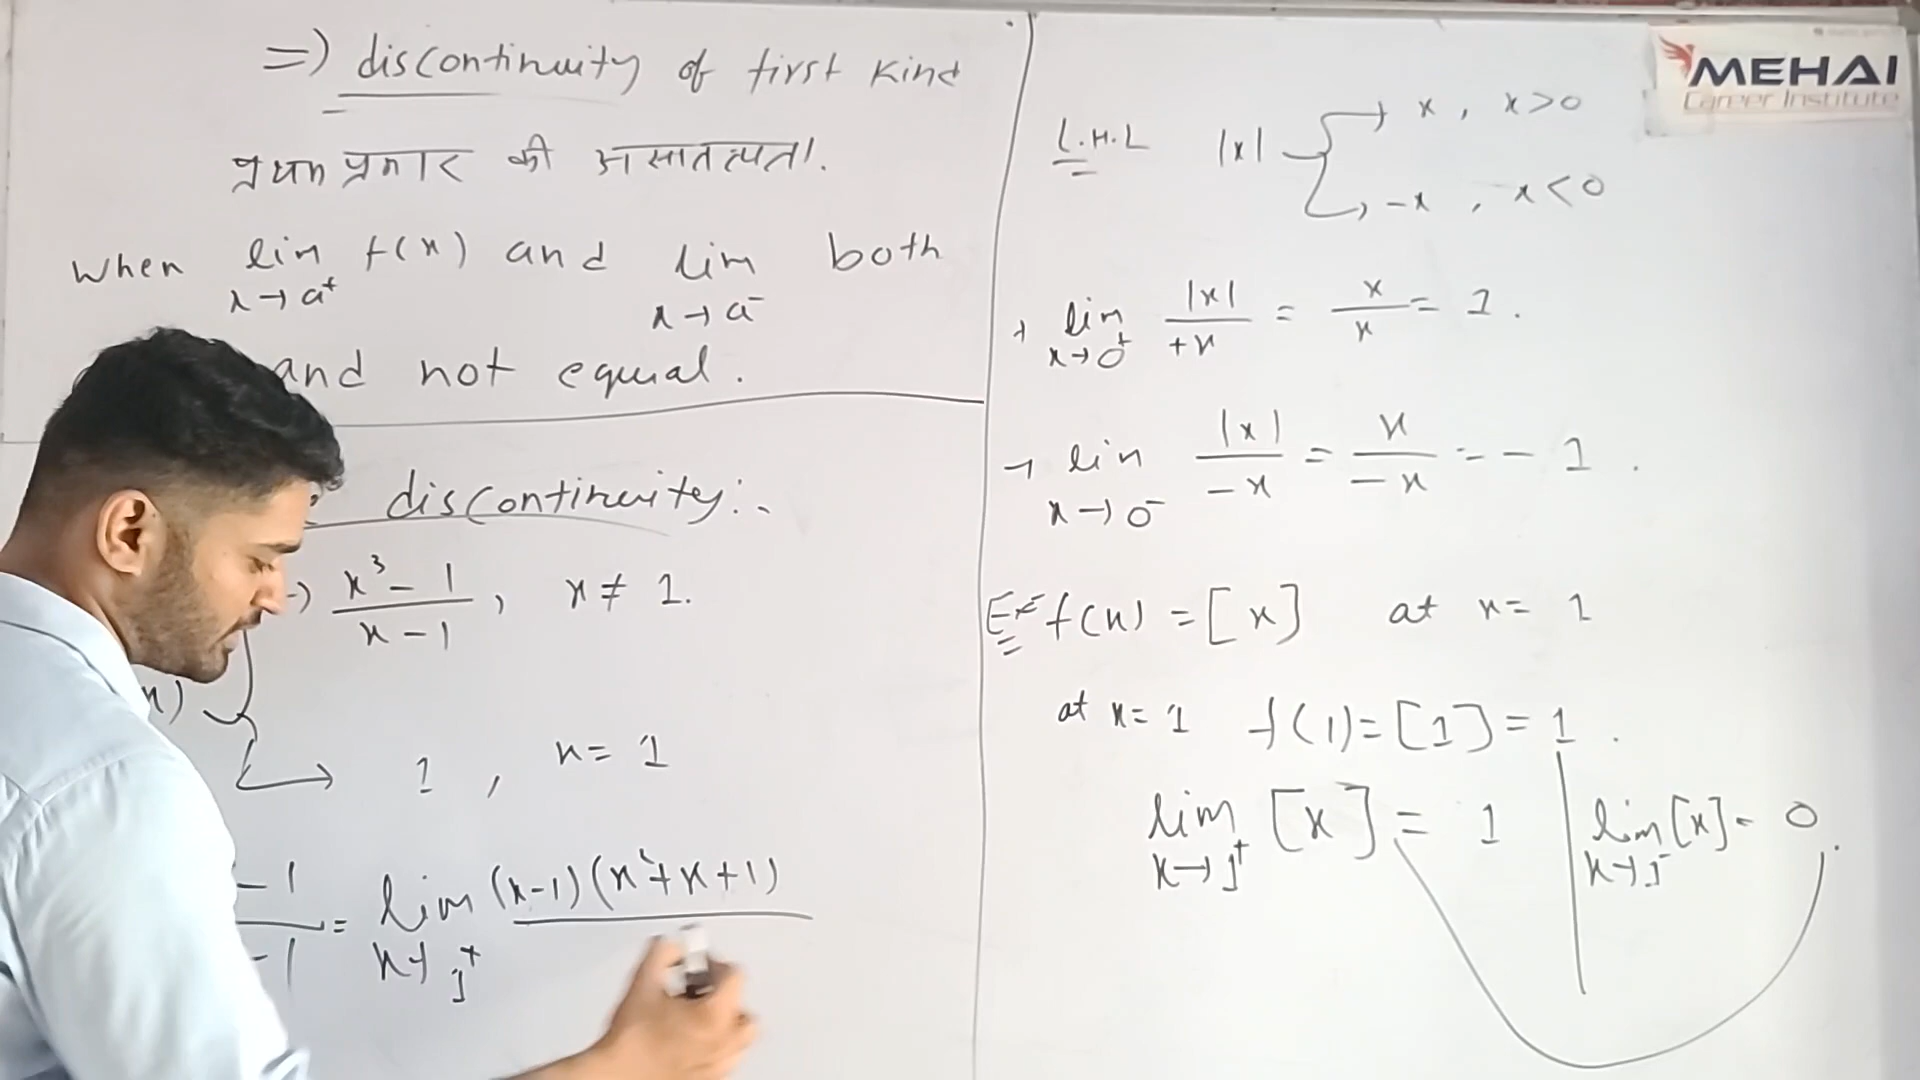 =) discontinuity of first kind
प्रथम प्रकार की असातत्यता.
When lim f(x) and lim both
x→a⁺ x→a⁻
and not equal.
discontinuity:-
x³-1 , x ≠ 1.
x-1
x)
1 , x = 1
-1 = lim (x-1)(x²+x+1)
-1 x→1⁺
MEHAI
Career Institute
L.H.L |x| → x , x>0
→ -x , x<0
→ lim |x| = x = 1.
x→0⁺ +x x
→ lim |x| = x = -1.
x→0⁻ -x -x
Ex f(x) = [x] at x = 1
at x = 1 f(1) = [1] = 1.
lim [x] = 1 lim [x] = 0.
x→1⁺ x→1⁻